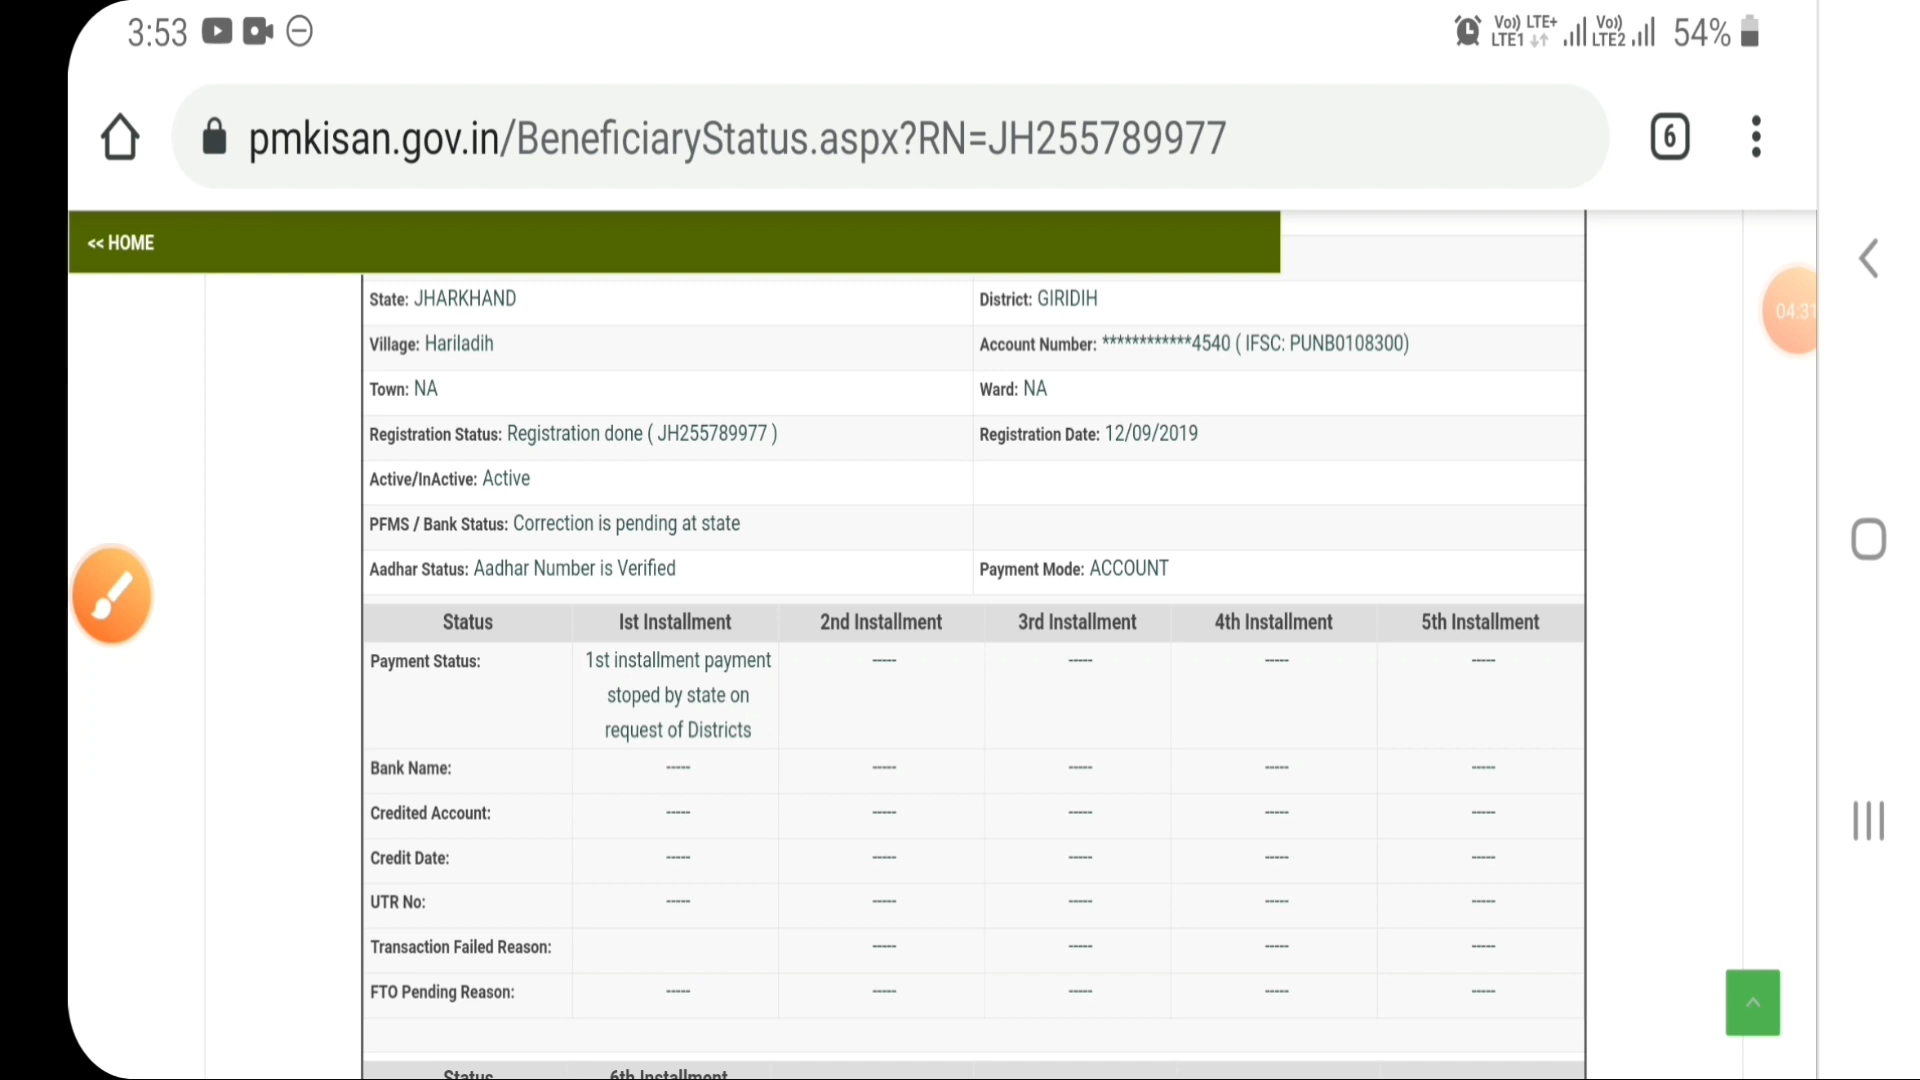 3:53 Vo)) LTE+ LTE1 Vo)) LTE2 54%
pmkisan.gov.in/BeneficiaryStatus.aspx?RN=JH255789977 6
<< HOME
State: JHARKHAND District: GIRIDIH
04:31
Village: Hariladih Account Number: ************4540 ( IFSC: PUNB0108300)
Town: NA Ward: NA
Registration Status: Registration done ( JH255789977 ) Registration Date: 12/09/2019
Active/InActive: Active
PFMS / Bank Status: Correction is pending at state
Aadhar Status: Aadhar Number is Verified Payment Mode: ACCOUNT
Status Ist Installment 2nd Installment 3rd Installment 4th Installment 5th Installment
Payment Status: 1st installment payment ----- ----- ----- -----
stoped by state on
request of Districts
Bank Name: ----- ----- ----- ----- -----
Credited Account: ----- ----- ----- ----- -----
Credit Date: ----- ----- ----- ----- -----
UTR No: ----- ----- ----- ----- -----
Transaction Failed Reason: ----- ----- ----- -----
FTO Pending Reason: ----- ----- ----- ----- -----
Status 6th Installment